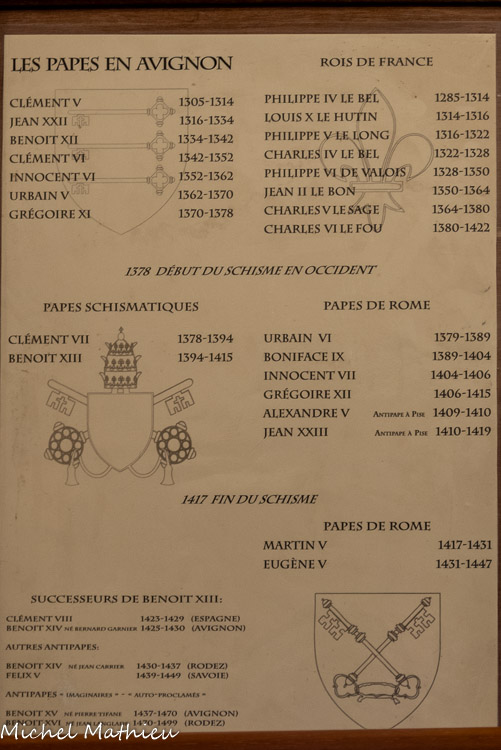 LES PAPES EN AVIGNON
CLÉMENT V 1305-1314
JEAN XXII 1316-1334
BENOIT XII 1334-1342
CLÉMENT VI 1342-1352
INNOCENT VI 1352-1362
URBAIN V 1362-1370
GRÉGOIRE XI 1370-1378
ROIS DE FRANCE
PHILIPPE IV LE BEL 1285-1314
LOUIS X LE HUTIN 1314-1316
PHILIPPE V LE LONG 1316-1322
CHARLES IV LE BEL 1322-1328
PHILIPPE VI DE VALOIS 1328-1350
JEAN II LE BON 1350-1364
CHARLES V LE SAGE 1364-1380
CHARLES VI LE FOU 1380-1422
1378 DÉBUT DU SCHISME EN OCCIDENT
PAPES SCHISMATIQUES
CLÉMENT VII 1378-1394
BENOIT XIII 1394-1415
PAPES DE ROME
URBAIN VI 1379-1389
BONIFACE IX 1389-1404
INNOCENT VII 1404-1406
GRÉGOIRE XII 1406-1415
ALEXANDRE V ANTIPAPE À PISE 1409-1410
JEAN XXIII ANTIPAPE À PISE 1410-1419
1417 FIN DU SCHISME
PAPES DE ROME
MARTIN V 1417-1431
EUGÈNE V 1431-1447
SUCCESSEURS DE BENOIT XIII:
CLÉMENT VIII 1423-1429 (ESPAGNE)
BENOIT XIV NÉ BERNARD GARNIER 1425-1430 (AVIGNON)
AUTRES ANTIPAPES:
BENOIT XIV NÉ JEAN CARRIER 1430-1437 (RODEZ)
FELIX V 1439-1449 (SAVOIE)
ANTIPAPES « IMAGINAIRES » - « AUTO-PROCLAMÉS »
BENOIT XV NÉ PIERRE TIFANE 1437-1470 (AVIGNON)
BENOIT XVI NÉ JEAN LANGLADE 1470-1499 (RODEZ)
Michel Mathieu